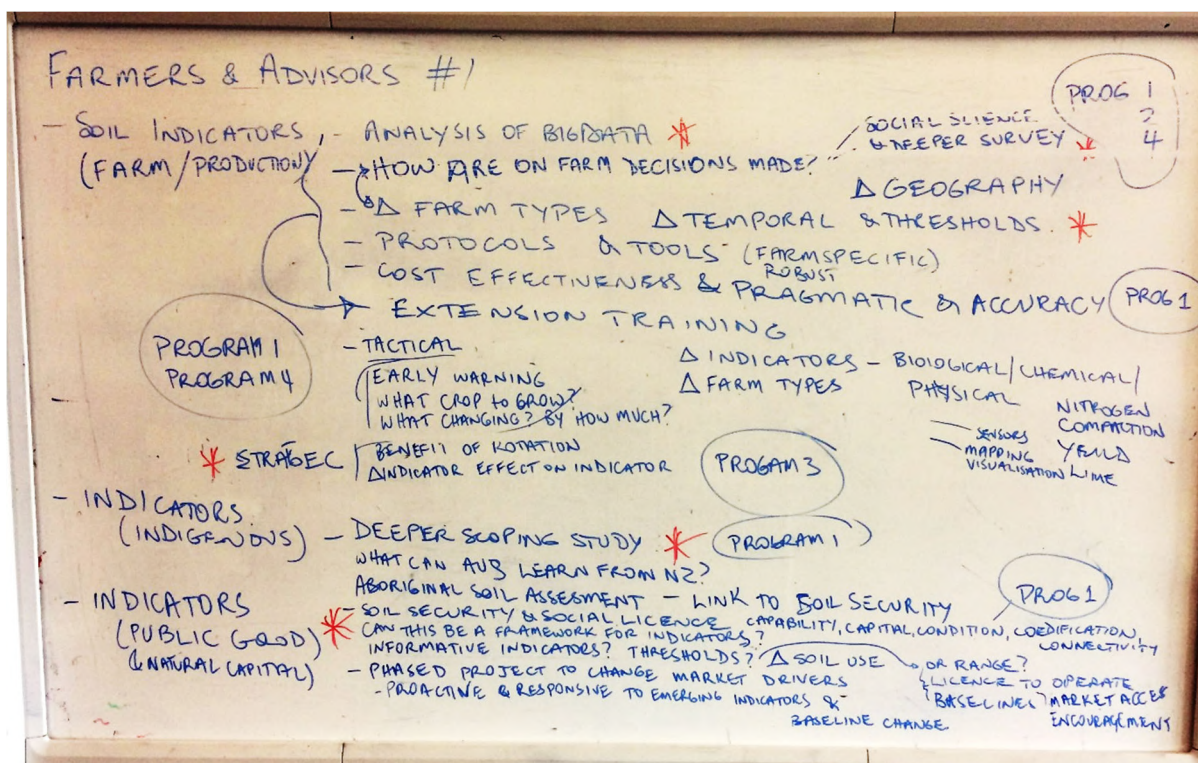 FARMERS & ADVISORS #1
PROG 1
2
4
- SOIL INDICATORS, - ANALYSIS OF BIGDATA *
(FARM/PRODUCTION)
- HOW ARE ON FARM DECISIONS MADE?
SOCIAL SCIENCE
& DEEPER SURVEY *
Δ GEOGRAPHY
- Δ FARM TYPES Δ TEMPORAL & THRESHOLDS. *
- PROTOCOLS & TOOLS (FARMSPECIFIC)
ROBUST
- COST EFFECTIVENESS & PRAGMATIC & ACCURACY
PROG 1
EXTENSION TRAINING
PROGRAM 1
PROGRAM 4
- TACTICAL
EARLY WARNING
WHAT CROP TO GROW?
WHAT CHANGING? BY HOW MUCH?
Δ INDICATORS - BIOLOGICAL/CHEMICAL/
Δ FARM TYPES PHYSICAL
NITROGEN
COMPACTION
YEILD
LIME
- SENSORS
- MAPPING
VISUALISATION
* STRATEGIC
BENEFIT OF ROTATION
Δ INDICATOR EFFECT ON INDICATOR
PROGAM 3
- INDICATORS
(INDIGENOUS) - DEEPER SCOPING STUDY *
PROGRAM 1
WHAT CAN AUS LEARN FROM NZ?
ABORIGINAL SOIL ASSESMENT - LINK TO SOIL SECURITY
PROG 1
- INDICATORS
(PUBLIC GOOD) *
(& NATURAL CAPITAL)
- SOIL SECURITY & SOCIAL LICENCE CAPABILITY, CAPITAL, CONDITION, CODIFICATION,
CONNECTIVITY
CAN THIS BE A FRAMEWORK FOR INDICATORS?
INFORMATIVE INDICATORS? THRESHOLDS? Δ SOIL USE
OR RANGE?
LICENCE TO OPERATE
BASELINES MARKET ACCESS
ENCOURAGEMENT
- PHASED PROJECT TO CHANGE MARKET DRIVERS
- PROACTIVE & RESPONSIVE TO EMERGING INDICATORS &
BASELINE CHANGE